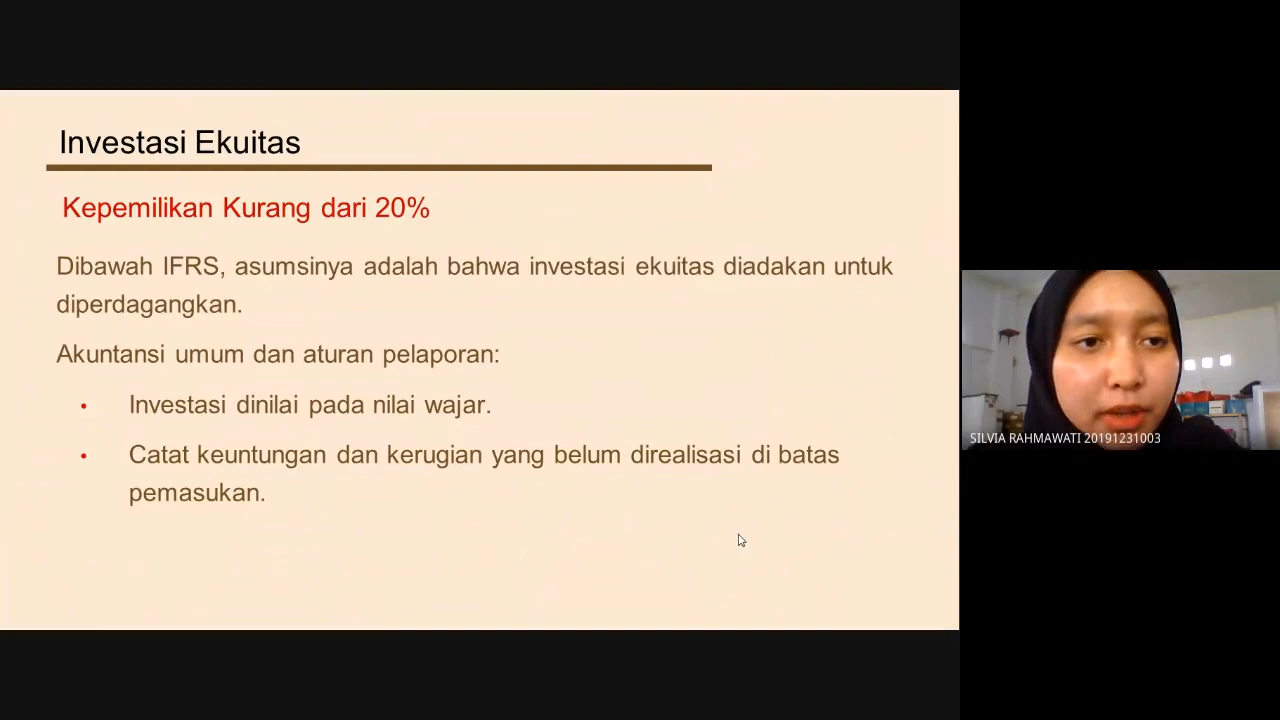 Investasi Ekuitas
Kepemilikan Kurang dari 20%
Dibawah IFRS, asumsinya adalah bahwa investasi ekuitas diadakan untuk
diperdagangkan.
Akuntansi umum dan aturan pelaporan:
• Investasi dinilai pada nilai wajar.
• Catat keuntungan dan kerugian yang belum direalisasi di batas
pemasukan.
SILVIA RAHMAWATI 20191231003